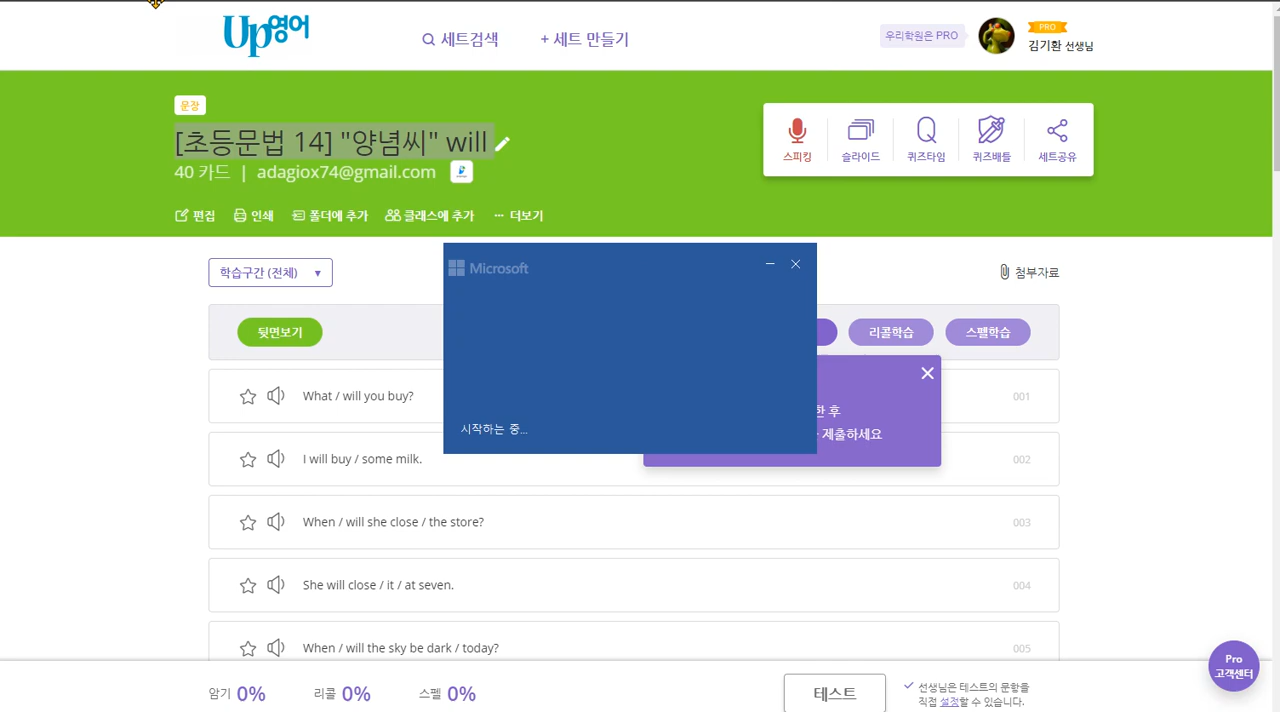 Up영어
세트검색
+ 세트 만들기
우리학원은 PRO
PRO
김기환 선생님
문장
[초등문법 14] "양념씨" will
40 카드 | adagiox74@gmail.com
편집
인쇄
폴더에 추가
클래스에 추가
··· 더보기
스피킹
슬라이드
퀴즈타임
퀴즈배틀
세트공유
학습구간 (전체) ▼
첨부자료
Microsoft
시작하는 중...
뒷면보기
리콜학습
스펠학습
한 후
제출하세요
What / will you buy?
001
I will buy / some milk.
002
When / will she close / the store?
003
She will close / it / at seven.
004
When / will the sky be dark / today?
005
암기 0%
리콜 0%
스펠 0%
테스트
선생님은 테스트의 문항을
직접 설정할 수 있습니다.
Pro
고객센터